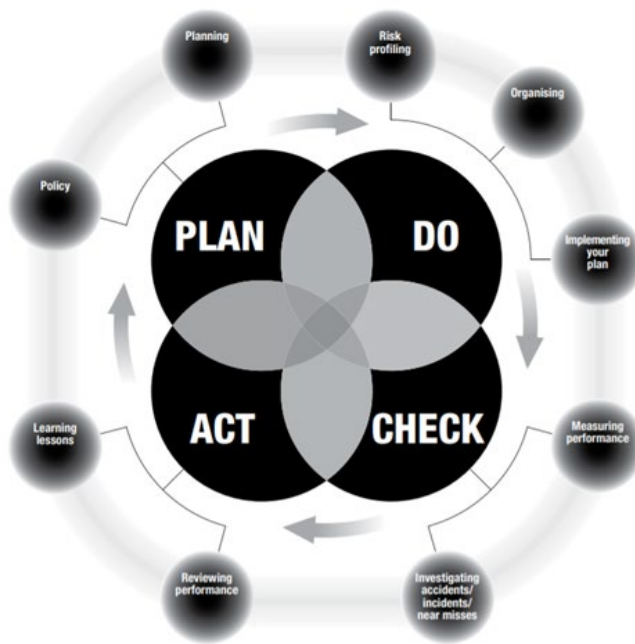 Planning
Risk
profiling
Organising
Policy
PLAN
DO
Implementing
your
plan
ACT
CHECK
Learning
lessons
Measuring
performance
Reviewing
performance
Investigating
accidents/
incidents/
near misses